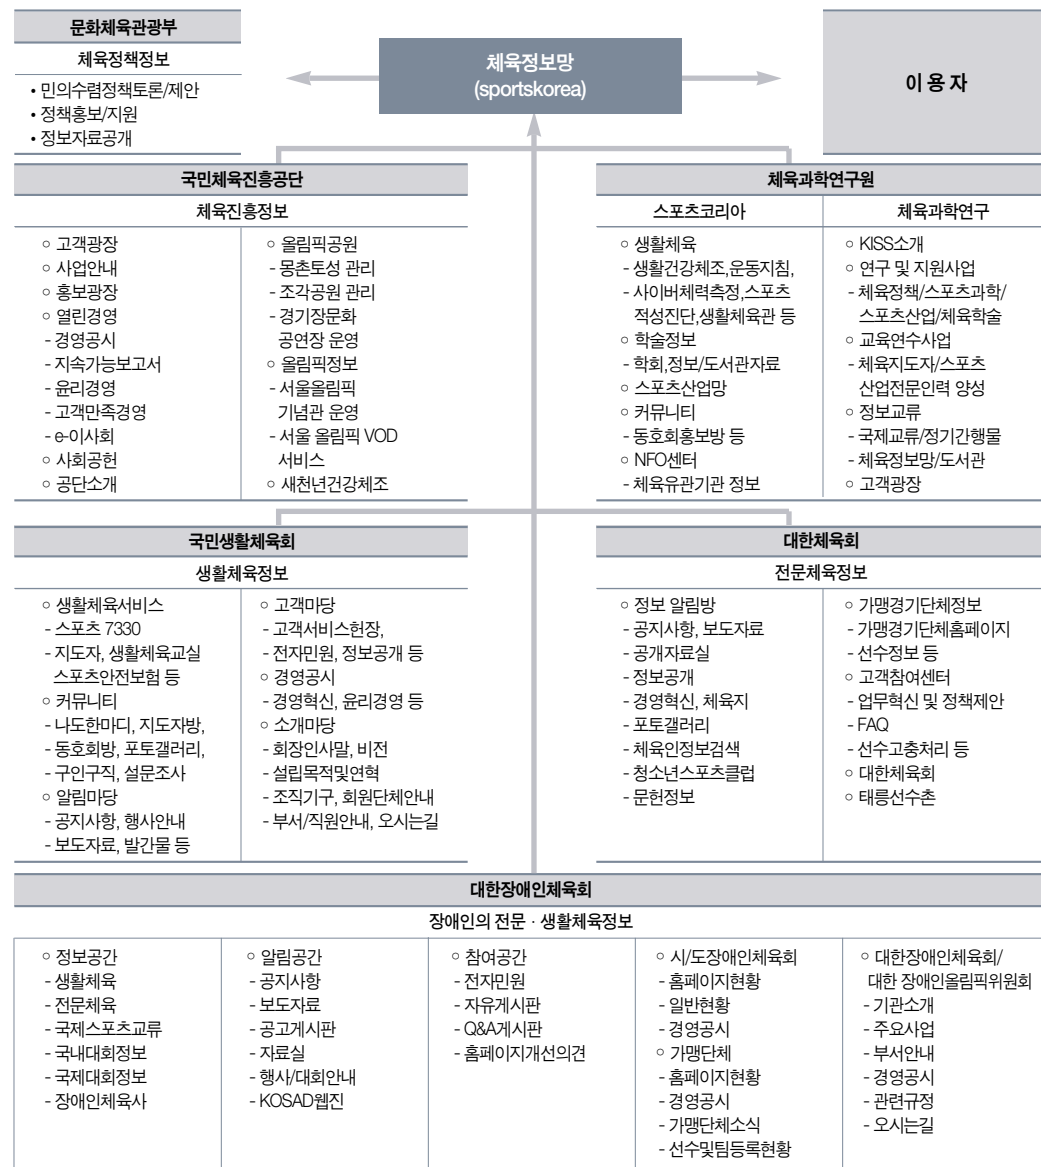 문화체육관광부
체육정책정보
• 민의수렴정책토론/제안
• 정책홍보/지원
• 정보자료공개
체육정보망
(sportskorea)
이 용 자
국민체육진흥공단
체육진흥정보
○ 고객광장
○ 사업안내
○ 홍보광장
○ 열린경영
- 경영공시
- 지속가능보고서
- 윤리경영
- 고객만족경영
- e-이사회
○ 사회공헌
○ 공단소개
○ 올림픽공원
- 몽촌토성 관리
- 조각공원 관리
- 경기장문화
공연장 운영
○ 올림픽정보
- 서울올림픽
기념관 운영
- 서울 올림픽 VOD
서비스
○ 새천년건강체조
체육과학연구원
스포츠코리아
○ 생활체육
- 생활건강체조,운동지침,
- 사이버체력측정,스포츠
적성진단,생활체육관 등
○ 학술정보
- 학회,정보/도서관자료
○ 스포츠산업망
○ 커뮤니티
- 동호회홍보방 등
○ NFO센터
- 체육유관기관 정보
체육과학연구
○ KISS소개
○ 연구 및 지원사업
- 체육정책/스포츠과학/
스포츠산업/체육학술
○ 교육연수사업
- 체육지도자/스포츠
산업전문인력 양성
○ 정보교류
- 국제교류/정기간행물
- 체육정보망/도서관
○ 고객광장
국민생활체육회
생활체육정보
○ 생활체육서비스
- 스포츠 7330
- 지도자, 생활체육교실
스포츠안전보험 등
○ 커뮤니티
- 나도한마디, 지도자방,
- 동호회방, 포토갤러리,
- 구인구직, 설문조사
○ 알림마당
- 공지사항, 행사안내
- 보도자료, 발간물 등
○ 고객마당
- 고객서비스헌장,
- 전자민원, 정보공개 등
○ 경영공시
- 경영혁신, 윤리경영 등
○ 소개마당
- 회장인사말, 비전
- 설립목적및연혁
- 조직기구, 회원단체안내
- 부서/직원안내, 오시는길
대한체육회
전문체육정보
○ 정보 알림방
- 공지사항, 보도자료
- 공개자료실
- 정보공개
- 경영혁신, 체육지
- 포토갤러리
- 체육인정보검색
- 청소년스포츠클럽
- 문헌정보
○ 가맹경기단체정보
- 가맹경기단체홈페이지
- 선수정보 등
○ 고객참여센터
- 업무혁신 및 정책제안
- FAQ
- 선수고충처리 등
○ 대한체육회
○ 태릉선수촌
대한장애인체육회
장애인의 전문 · 생활체육정보
○ 정보공간
- 생활체육
- 전문체육
- 국제스포츠교류
- 국내대회정보
- 국제대회정보
- 장애인체육사
○ 알림공간
- 공지사항
- 보도자료
- 공고게시판
- 자료실
- 행사/대회안내
- KOSAD웹진
○ 참여공간
- 전자민원
- 자유게시판
- Q&A게시판
- 홈페이지개선의견
○ 시/도장애인체육회
- 홈페이지현황
- 일반현황
- 경영공시
○ 가맹단체
- 홈페이지현황
- 경영공시
- 가맹단체소식
- 선수및팀등록현황
○ 대한장애인체육회/
대한 장애인올림픽위원회
- 기관소개
- 주요사업
- 부서안내
- 경영공시
- 관련규정
- 오시는길